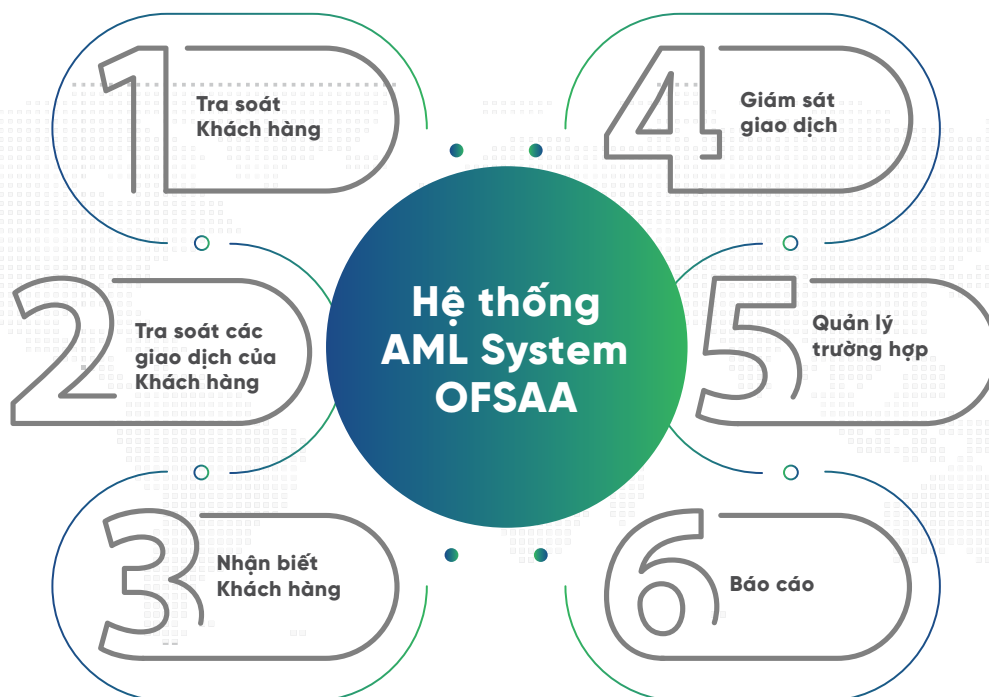 1
Tra soát
Khách hàng
2
Tra soát các
giao dịch của
Khách hàng
3
Nhận biết
Khách hàng
Hệ thống
AML System
OFSAA
4
Giám sát
giao dịch
5
Quản lý
trường hợp
6
Báo cáo